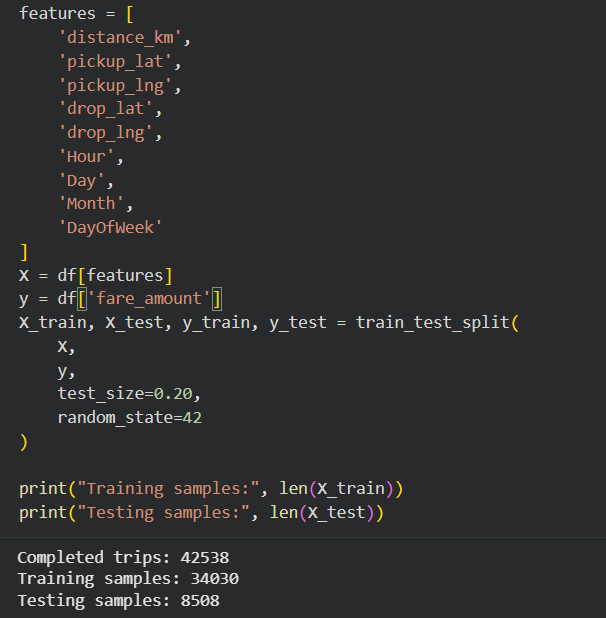 features = [
    'distance_km',
    'pickup_lat',
    'pickup_lng',
    'drop_lat',
    'drop_lng',
    'Hour',
    'Day',
    'Month',
    'DayOfWeek'
]
X = df[features]
y = df['fare_amount']
X_train, X_test, y_train, y_test = train_test_split(
    X,
    y,
    test_size=0.20,
    random_state=42
)
print("Training samples:", len(X_train))
print("Testing samples:", len(X_test))
Completed trips: 42538
Training samples: 34030
Testing samples: 8508